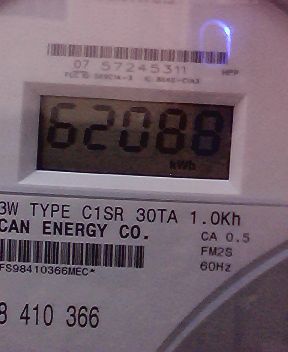 07 57245311
62088
kWh
3W TYPE C1SR 30TA 1.0Kh
CAN ENERGY CO.
CA 0.5
FM2S
60Hz
FS98410366MEC*
8 410 366